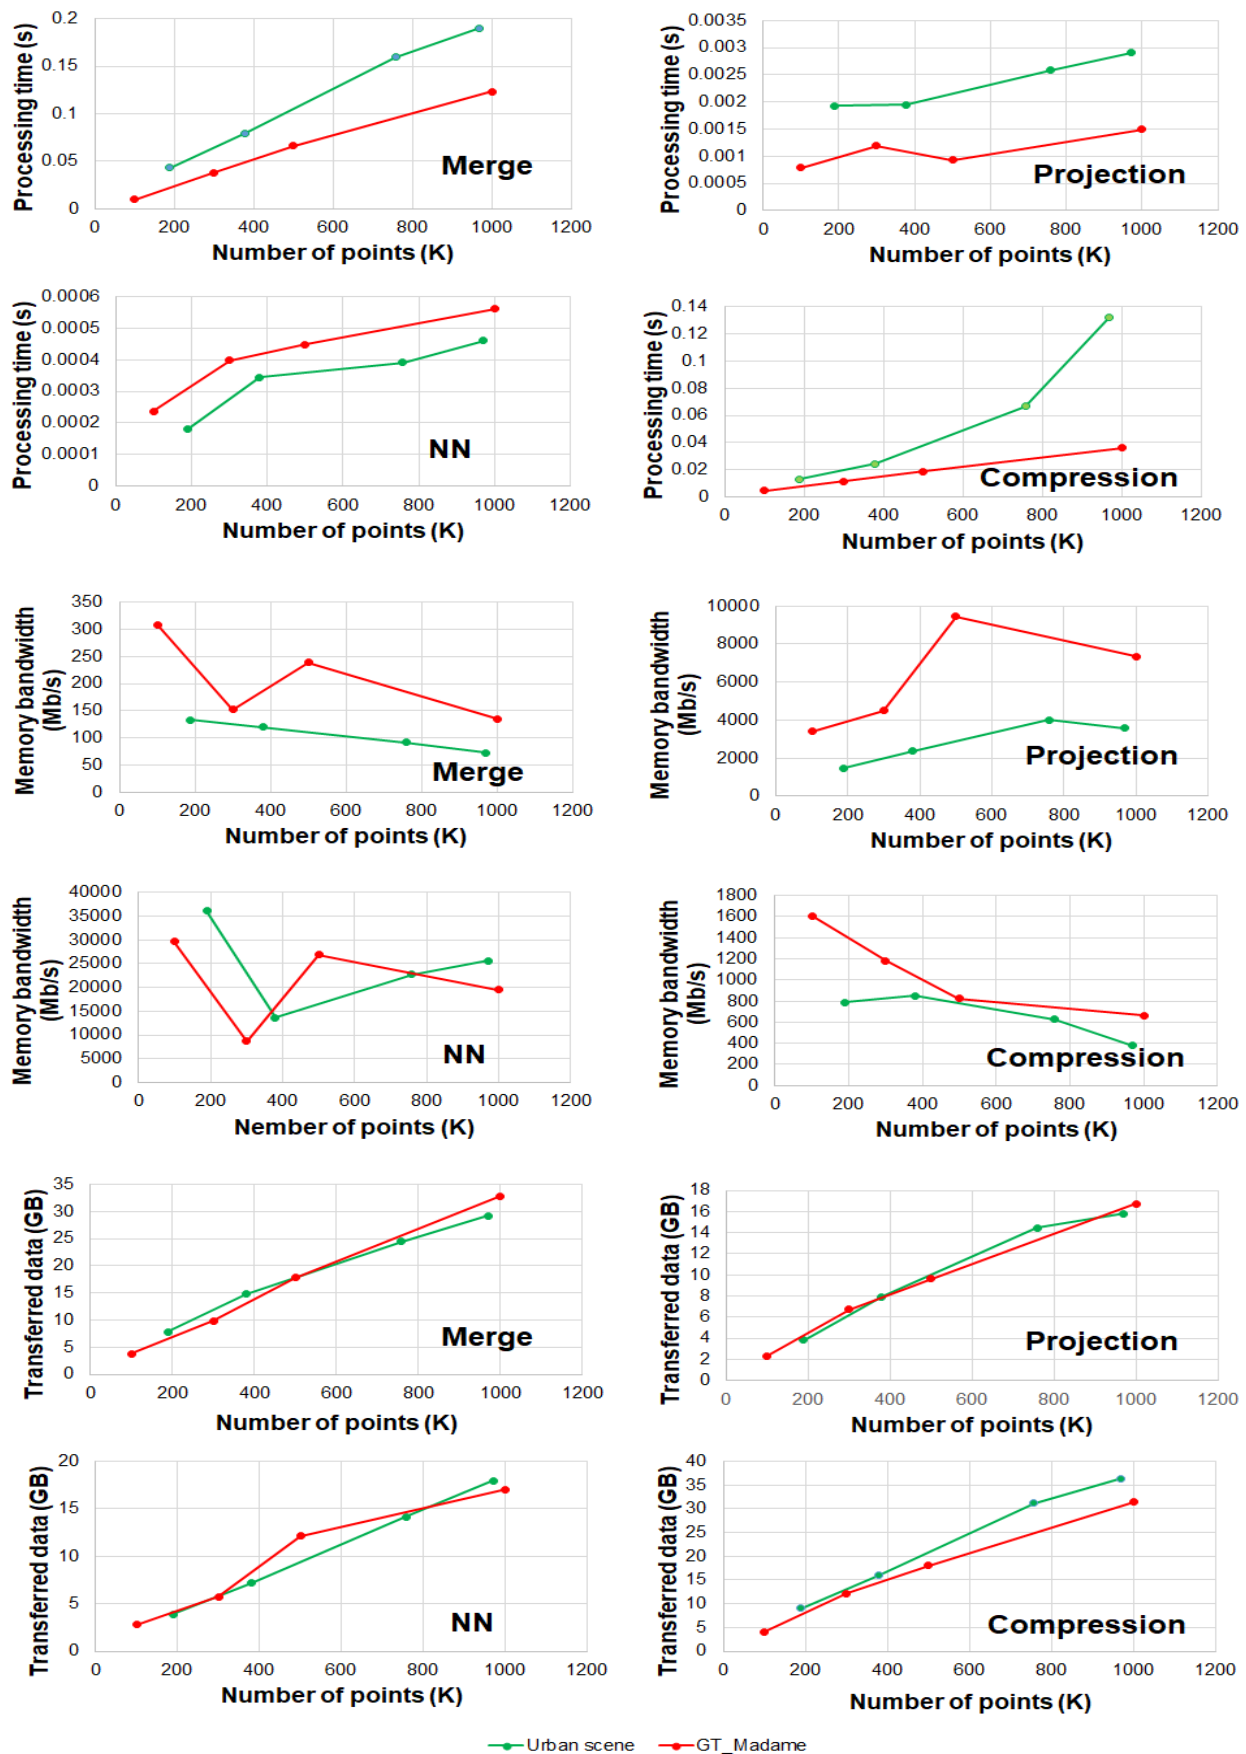 Processing time (s)
0.2
0.15
0.1
0.05
0
Merge
0 200 400 600 800 1000 1200
Number of points (K)
Processing time (s)
0.0035
0.003
0.0025
0.002
0.0015
0.001
0.0005
0
Projection
0 200 400 600 800 1000 1200
Number of points (K)
Processing time (s)
0.0006
0.0005
0.0004
0.0003
0.0002
0.0001
0
NN
0 200 400 600 800 1000 1200
Number of points (K)
Processing time (s)
0.14
0.12
0.1
0.08
0.06
0.04
0.02
0
Compression
0 200 400 600 800 1000 1200
Number of points (K)
Memory bandwidth
(Mb/s)
350
300
250
200
150
100
50
0
Merge
0 200 400 600 800 1000 1200
Number of points (K)
Memory bandwidth
(Mb/s)
10000
8000
6000
4000
2000
0
Projection
0 200 400 600 800 1000 1200
Number of points (K)
Memory bandwidth
(Mb/s)
40000
35000
30000
25000
20000
15000
10000
5000
0
NN
0 200 400 600 800 1000 1200
Nember of points (K)
Memory bandwidth
(Mb/s)
1800
1600
1400
1200
1000
800
600
400
200
0
Compression
0 200 400 600 800 1000 1200
Number of points (K)
Transferred data (GB)
35
30
25
20
15
10
5
0
Merge
0 200 400 600 800 1000 1200
Number of points (K)
Transferred data (GB)
18
16
14
12
10
8
6
4
2
0
Projection
0 200 400 600 800 1000 1200
Number of points (K)
Transferred data (GB)
20
15
10
5
0
NN
0 200 400 600 800 1000 1200
Number of points (K)
Transferred data (GB)
40
35
30
25
20
15
10
5
0
Compression
0 200 400 600 800 1000 1200
Number of points (K)
Urban scene GT_Madame